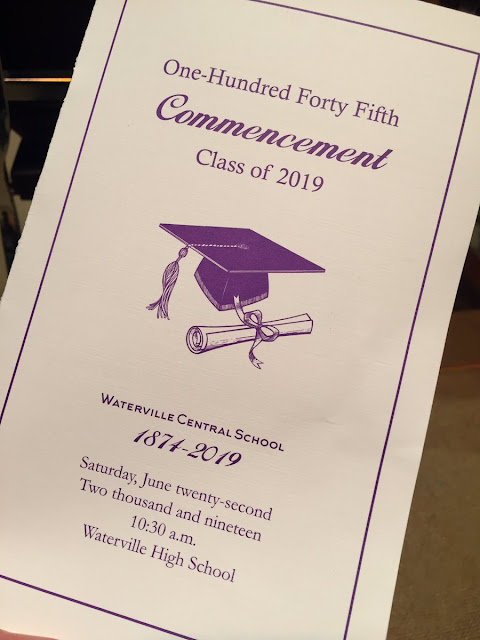 One-Hundred Forty Fifth
Commencement
Class of 2019
Waterville Central School
1874-2019
Saturday, June twenty-second
Two thousand and nineteen
10:30 a.m.
Waterville High School